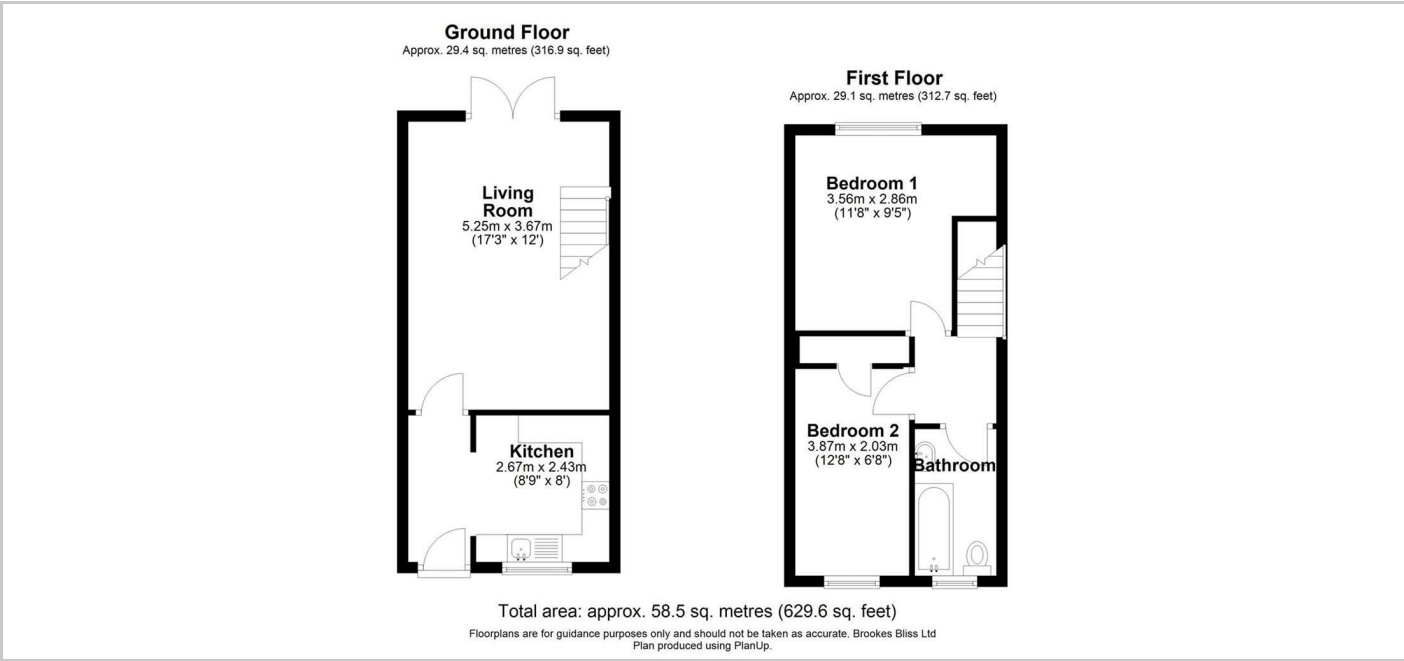 Ground Floor
Approx. 29.4 sq. metres (316.9 sq. feet)
Living
Room
5.25m x 3.67m
(17'3" x 12')
Kitchen
2.67m x 2.43m
(8'9" x 8')
First Floor
Approx. 29.1 sq. metres (312.7 sq. feet)
Bedroom 1
3.56m x 2.86m
(11'8" x 9'5")
Bedroom 2
3.87m x 2.03m
(12'8" x 6'8")
Bathroom
Total area: approx. 58.5 sq. metres (629.6 sq. feet)
Floorplans are for guidance purposes only and should not be taken as accurate. Brookes Bliss Ltd
Plan produced using PlanUp.